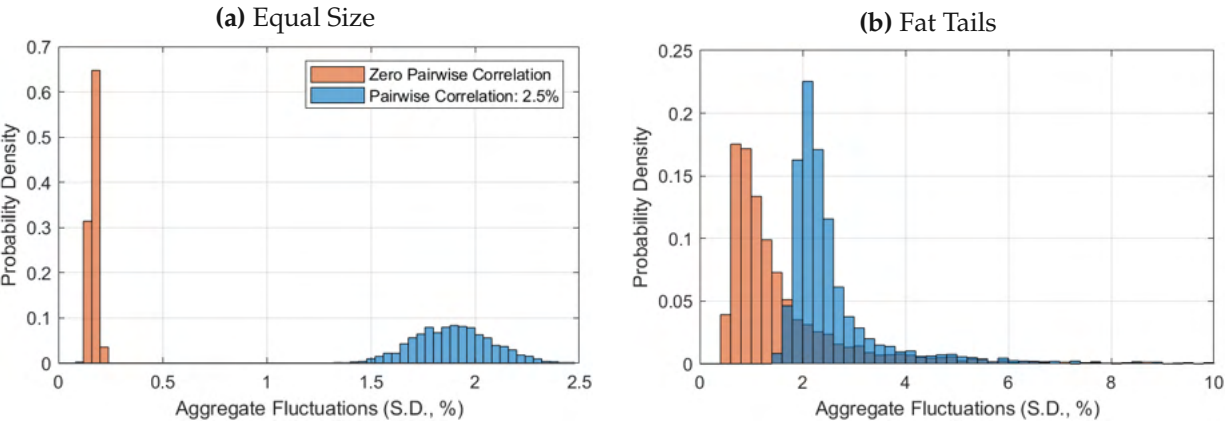 (a) Equal Size
0.7
0.6
0.5
0.4
0.3
0.2
0.1
0
Probability Density
Zero Pairwise Correlation
Pairwise Correlation: 2.5%
0 0.5 1 1.5 2 2.5
Aggregate Fluctuations (S.D., %)
(b) Fat Tails
0.25
0.2
0.15
0.1
0.05
0
Probability Density
0 2 4 6 8 10
Aggregate Fluctuations (S.D., %)